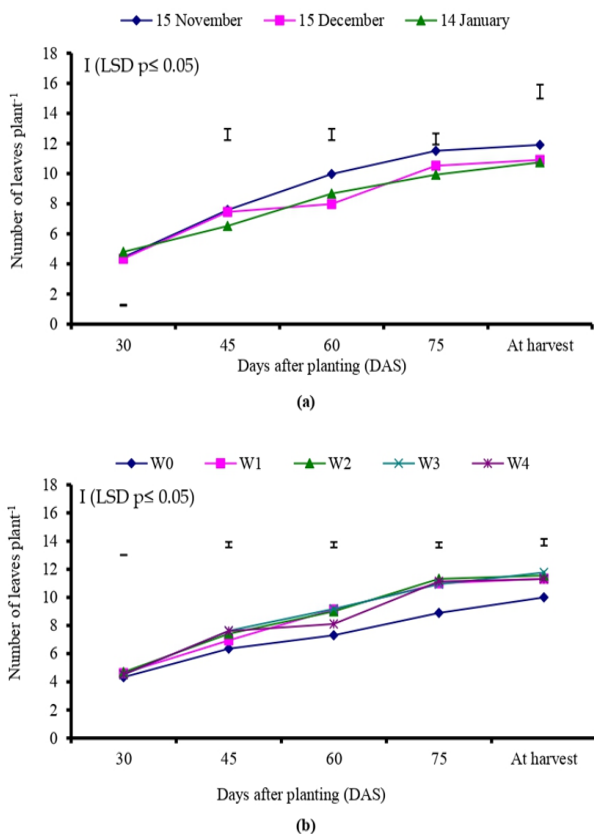 15 November 15 December 14 January
I (LSD p≤ 0.05)
Number of leaves plant-1
18
16
14
12
10
8
6
4
2
0
30 45 60 75 At harvest
Days after planting (DAS)
(a)
W0 W1 W2 W3 W4
I (LSD p≤ 0.05)
Number of leaves plant-1
18
16
14
12
10
8
6
4
2
0
30 45 60 75 At harvest
Days after planting (DAS)
(b)